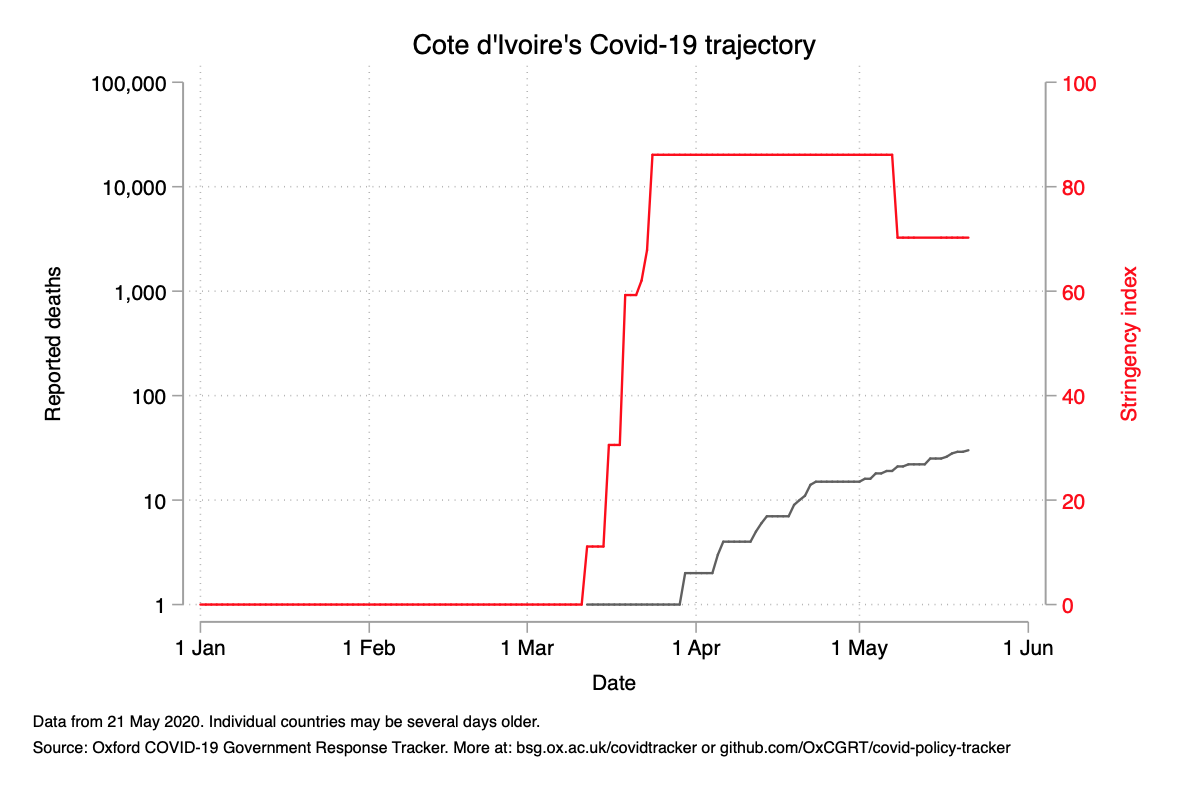 Cote d'Ivoire's Covid-19 trajectory
100,000
10,000
1,000
100
10
1
Reported deaths
100
80
60
40
20
0
Stringency index
1 Jan
1 Feb
1 Mar
1 Apr
1 May
1 Jun
Date
Data from 21 May 2020. Individual countries may be several days older.
Source: Oxford COVID-19 Government Response Tracker. More at: bsg.ox.ac.uk/covidtracker or github.com/OxCGRT/covid-policy-tracker